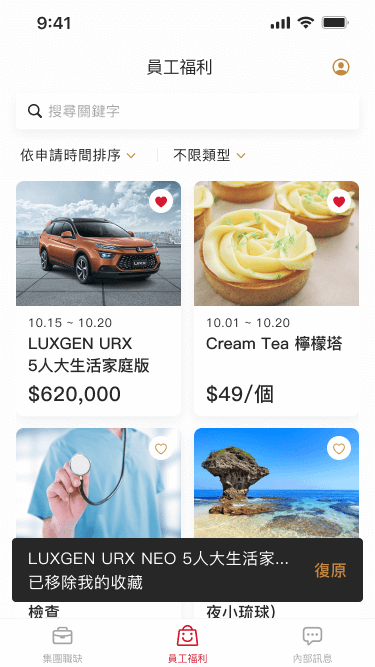 9:41
員工福利
搜尋關鍵字
依申請時間排序
不限類型
10.15 ~ 10.20
LUXGEN URX
5人大生活家庭版
$620,000
10.01 ~ 10.20
Cream Tea 檸檬塔
$49/個
LUXGEN URX NEO 5人大生活家...
已移除我的收藏
復原
檢查
夜小琉球)
集團職缺
員工福利
內部訊息